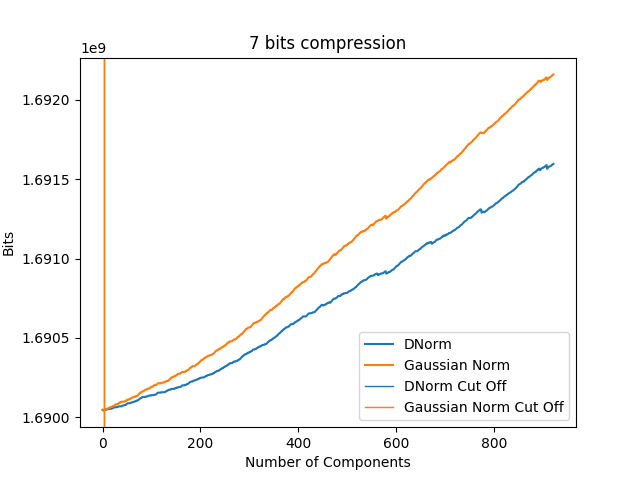 7 bits compression
1e9
1.6920
1.6915
1.6910
1.6905
1.6900
Bits
0 200 400 600 800
Number of Components
DNorm
Gaussian Norm
DNorm Cut Off
Gaussian Norm Cut Off